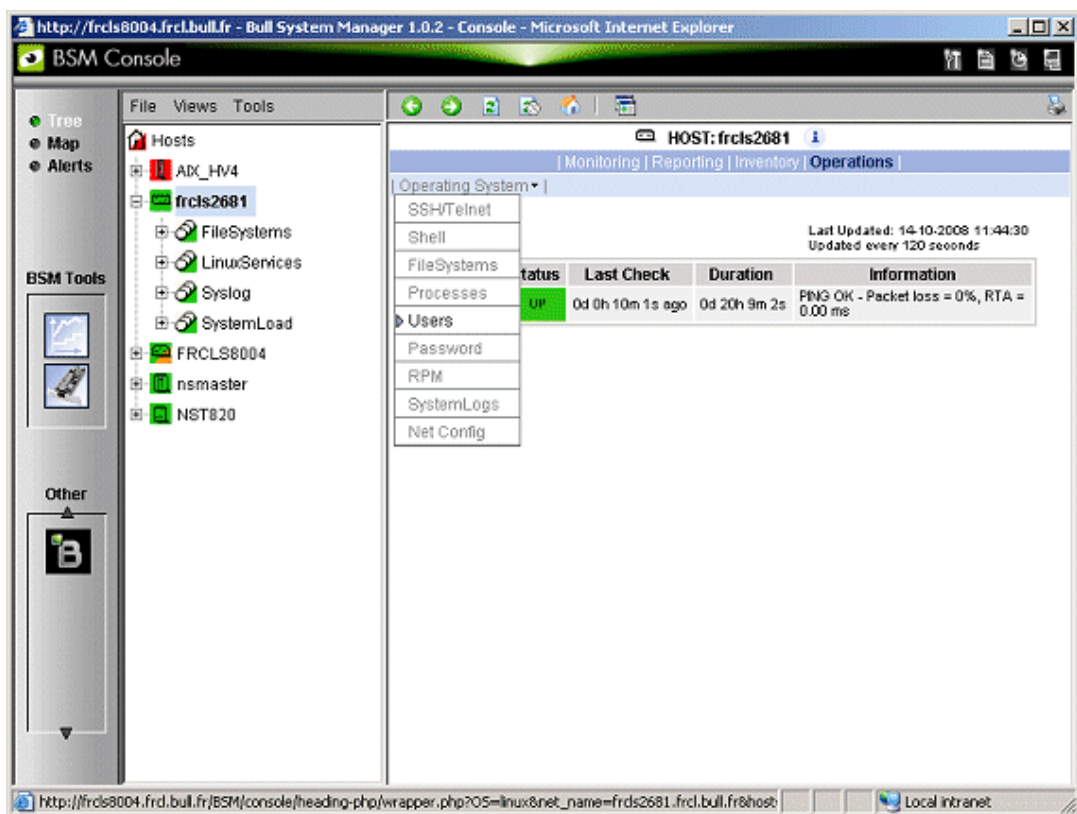 http://frcls8004.frcl.bull.fr - Bull System Manager 1.0.2 - Console - Microsoft Internet Explorer
BSM Console
Tree
Map
Alerts
BSM Tools
Other
B
File Views Tools
Hosts
AIX_HV4
frcls2681
FileSystems
LinuxServices
Syslog
SystemLoad
FRCLS8004
nsmaster
NST820
HOST: frcls2681
| Monitoring | Reporting | Inventory | Operations |
| Operating System |
SSH/Telnet
Shell
FileSystems
Processes
Users
Password
RPM
SystemLogs
Net Config
Last Updated: 14-10-2008 11:44:30
Updated every 120 seconds
tatus Last Check Duration Information
UP 0d 0h 10m 1s ago 0d 20h 9m 2s PING OK - Packet loss = 0%, RTA =
0.00 ms
http://frcls8004.frcl.bull.fr/BSM/console/heading-php/wrapper.php?OS=linux&net_name=frcls2681.frcl.bull.fr&host
Local intranet